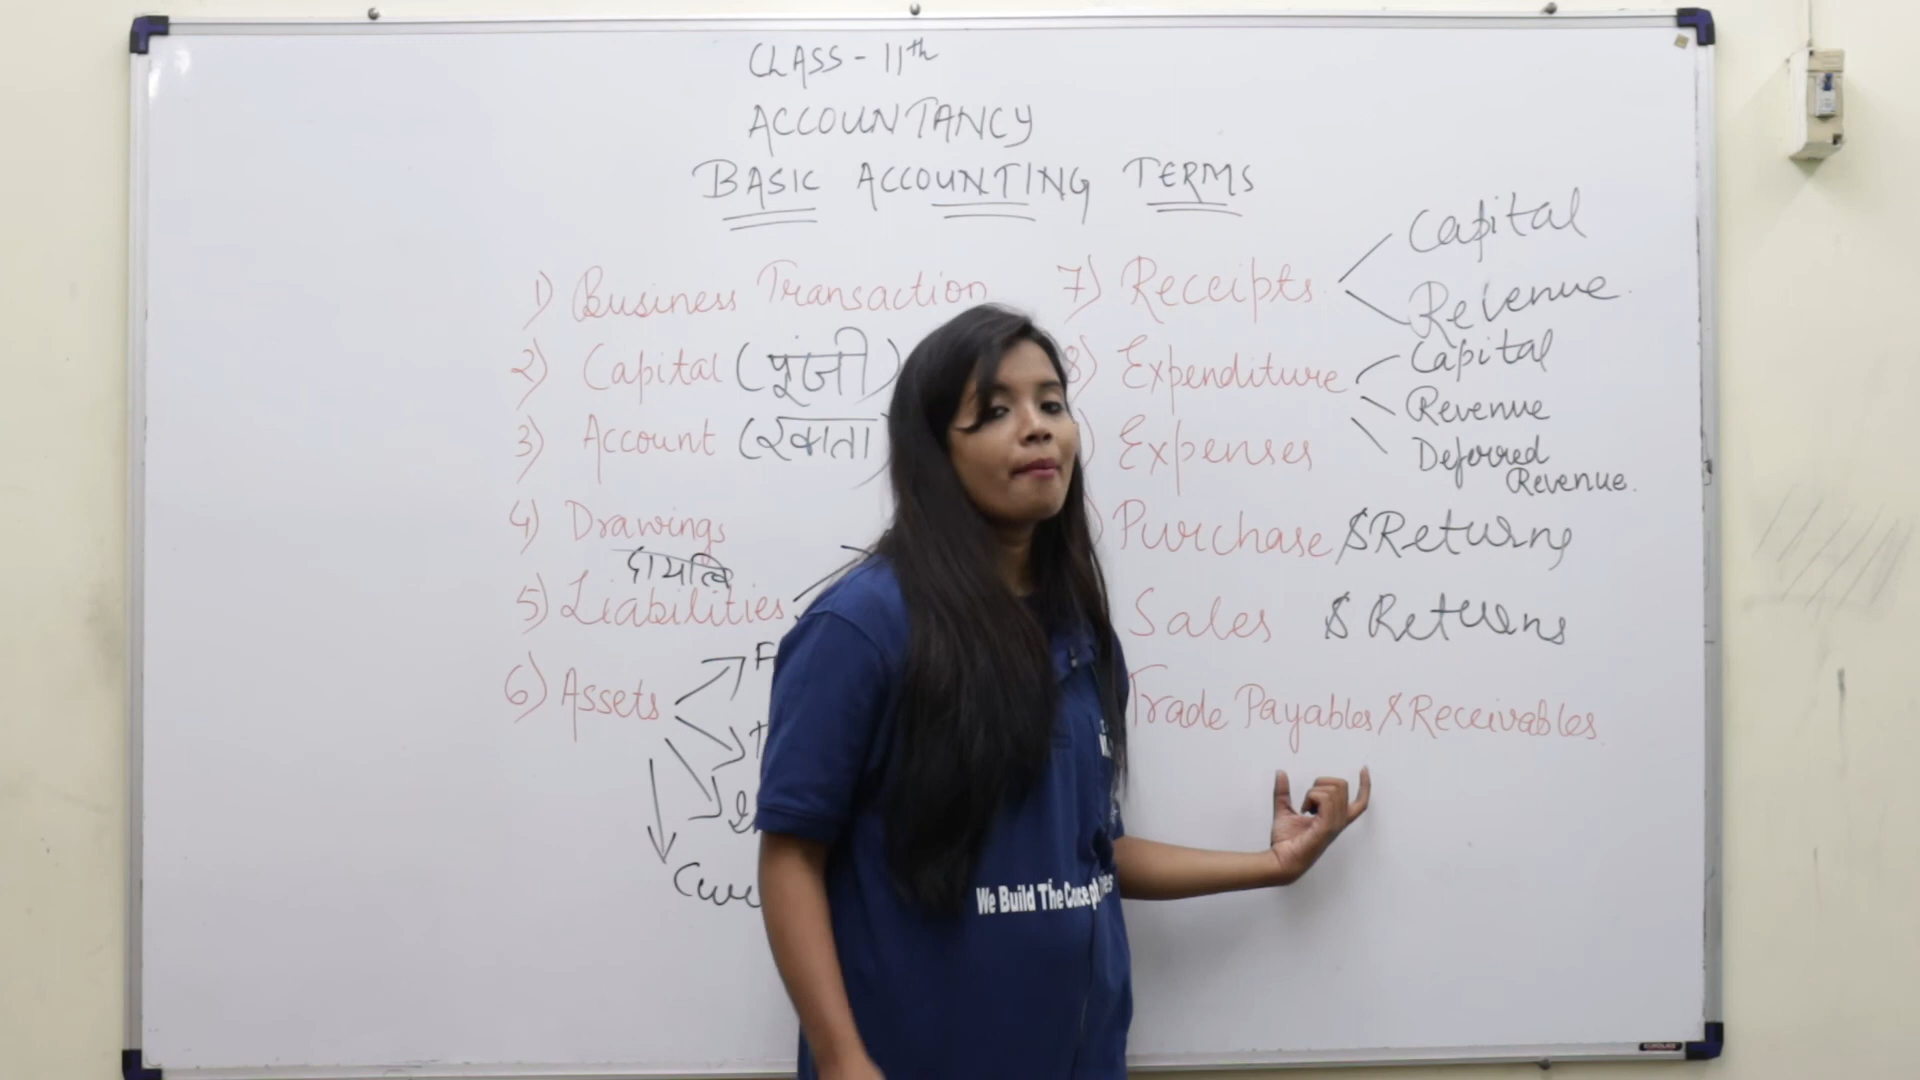 CLASS - 11th
ACCOUNTANCY
BASIC ACCOUNTING TERMS
1) Business Transaction
2) Capital (पूंजी)
3) Account (खाता
4) Drawings
दायित्व
5) Liabilities
6) Assets
7) Receipts
Capital
Revenue
8) Expenditure
Capital
Revenue
Deferred
Revenue.
) Expenses
Purchase & Returns
Sales & Returns
Trade Payables & Receivables
We Build The Concept